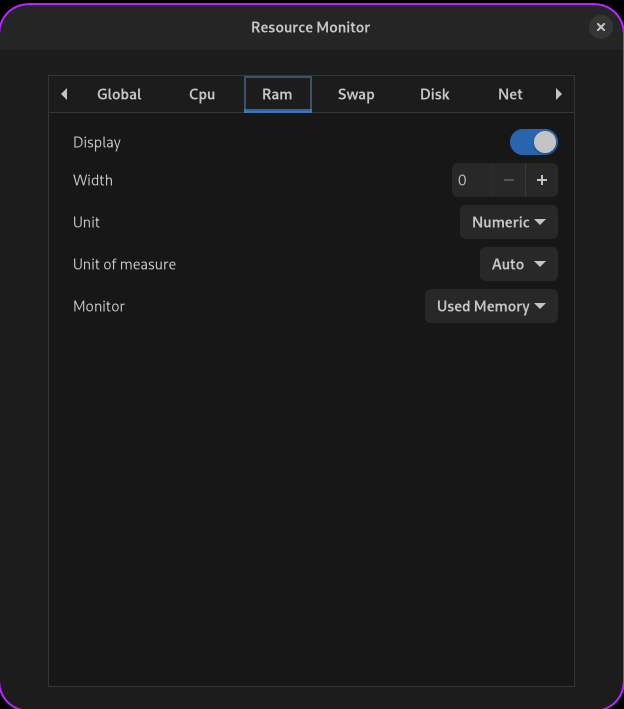 Resource Monitor
Global Cpu Ram Swap Disk Net
Display
Width 0 − +
Unit Numeric
Unit of measure Auto
Monitor Used Memory